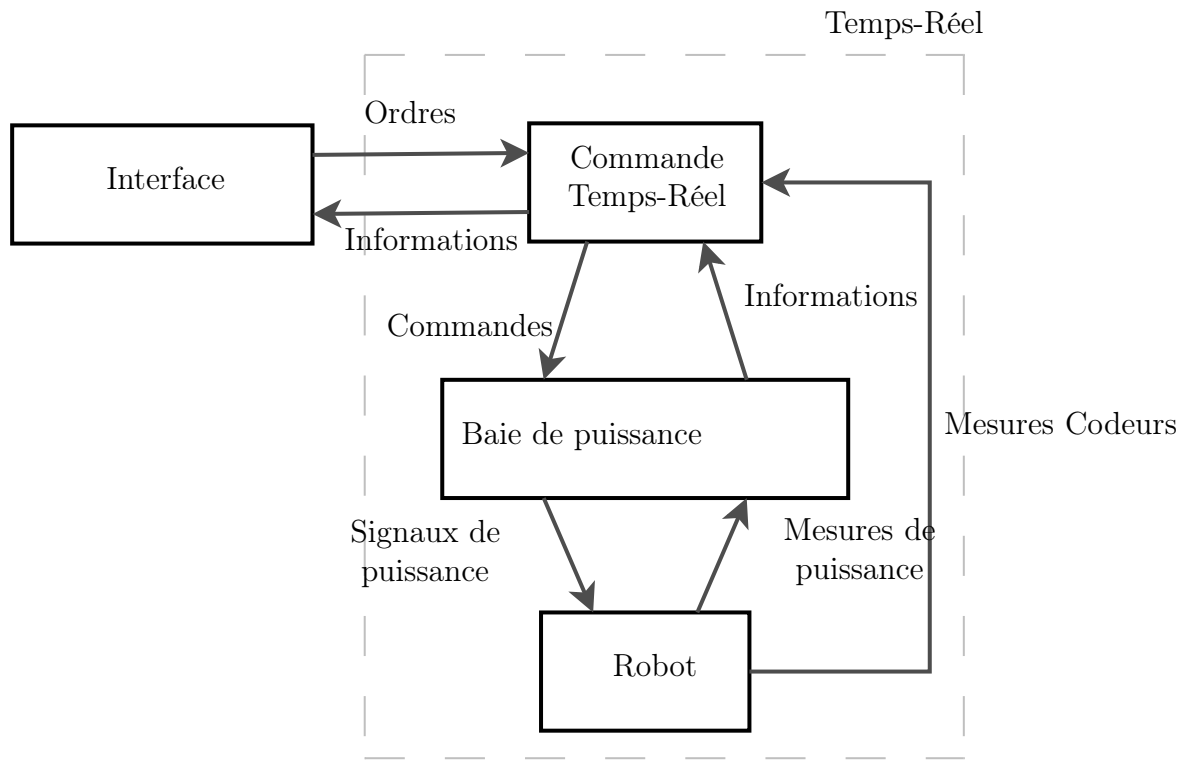 Temps-Réel
Ordres
Interface
Commande
Temps-Réel
Informations
Informations
Commandes
Baie de puissance
Mesures Codeurs
Signaux de
puissance
Mesures de
puissance
Robot